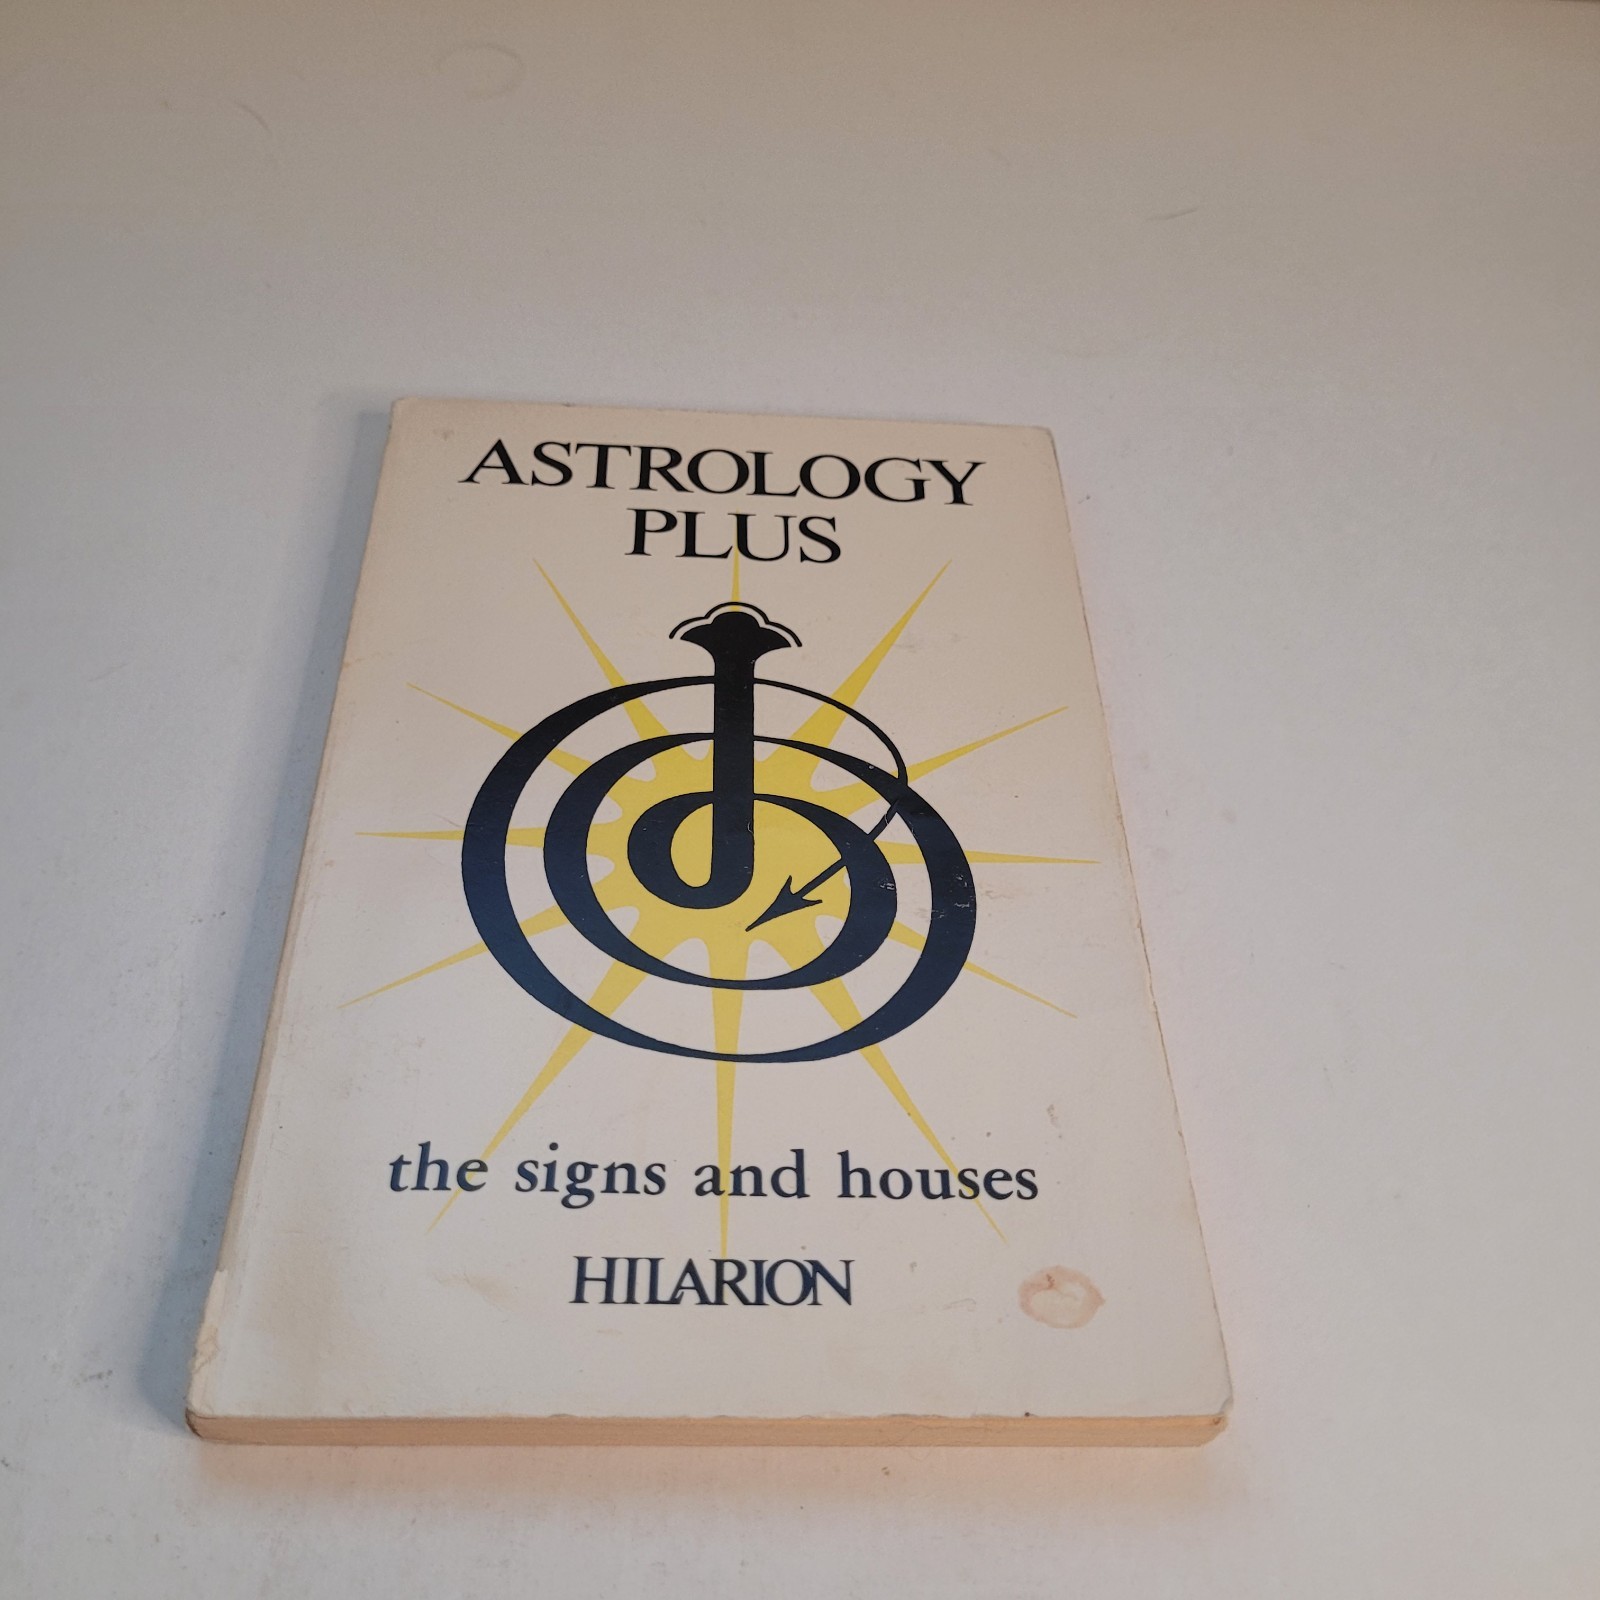 ASTROLOGY
PLUS
the signs and houses
HILARION